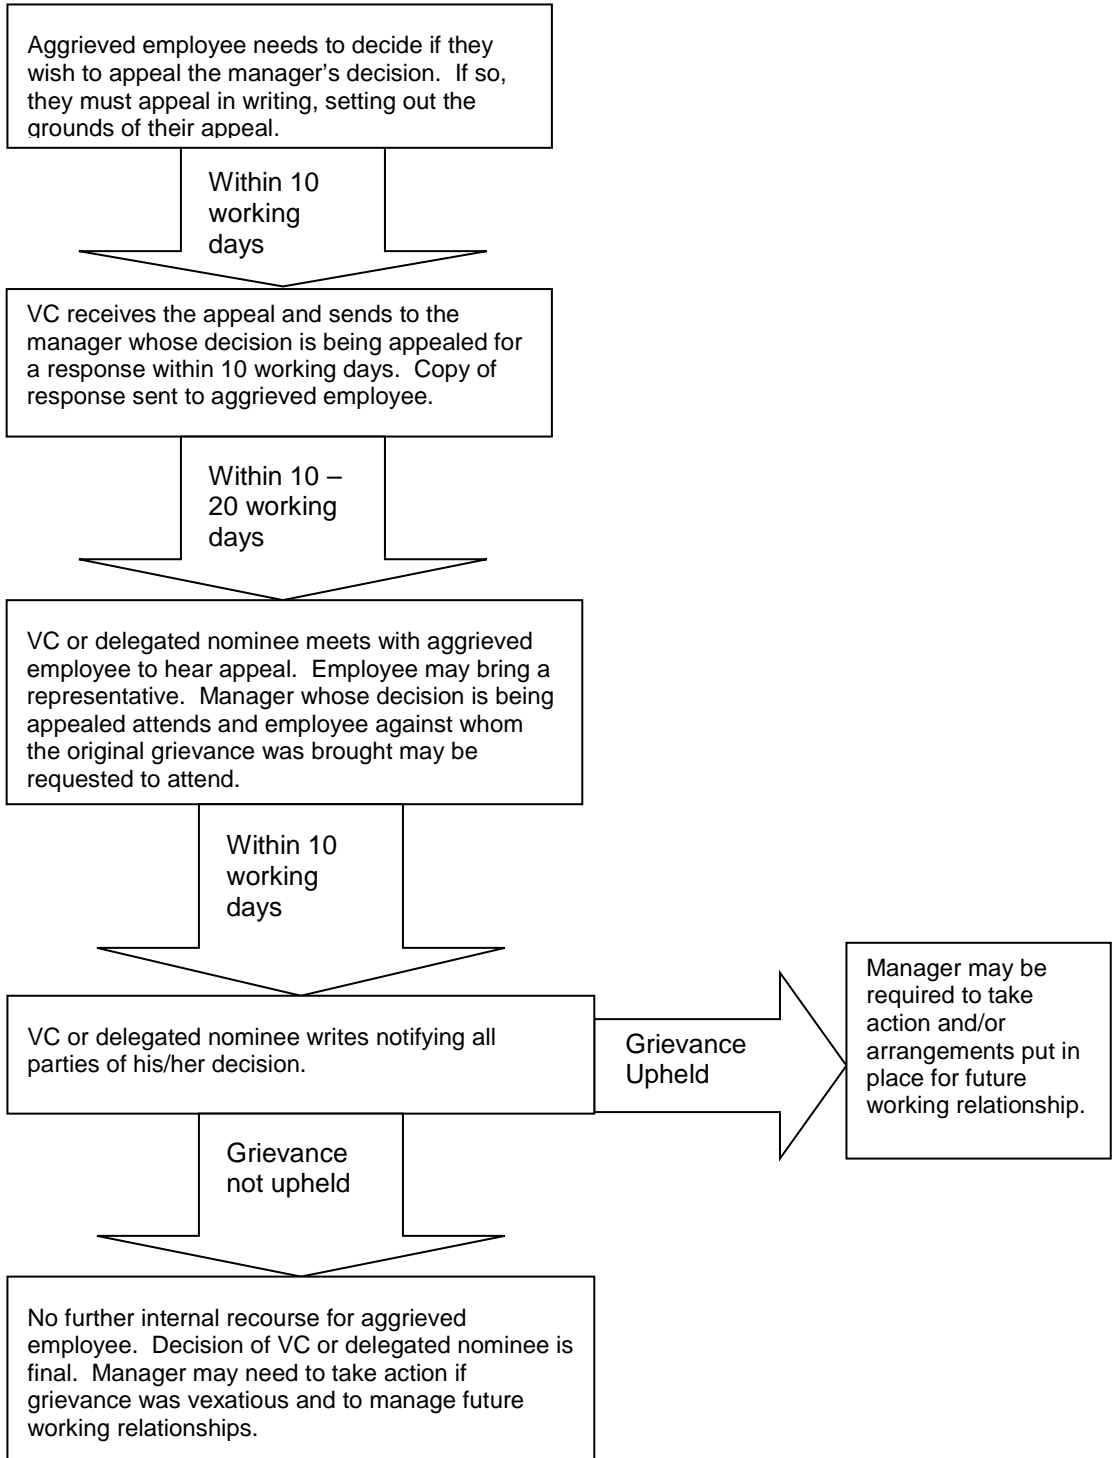 Aggrieved employee needs to decide if they
wish to appeal the manager’s decision.  If so,
they must appeal in writing, setting out the
grounds of their appeal.
Within 10
working
days
VC receives the appeal and sends to the
manager whose decision is being appealed for
a response within 10 working days.  Copy of
response sent to aggrieved employee.
Within 10 –
20 working
days
VC or delegated nominee meets with aggrieved
employee to hear appeal.  Employee may bring a
representative.  Manager whose decision is being
appealed attends and employee against whom
the original grievance was brought may be
requested to attend.
Within 10
working
days
VC or delegated nominee writes notifying all
parties of his/her decision.
Grievance
Upheld
Manager may be
required to take
action and/or
arrangements put in
place for future
working relationship.
Grievance
not upheld
No further internal recourse for aggrieved
employee.  Decision of VC or delegated nominee is
final.  Manager may need to take action if
grievance was vexatious and to manage future
working relationships.